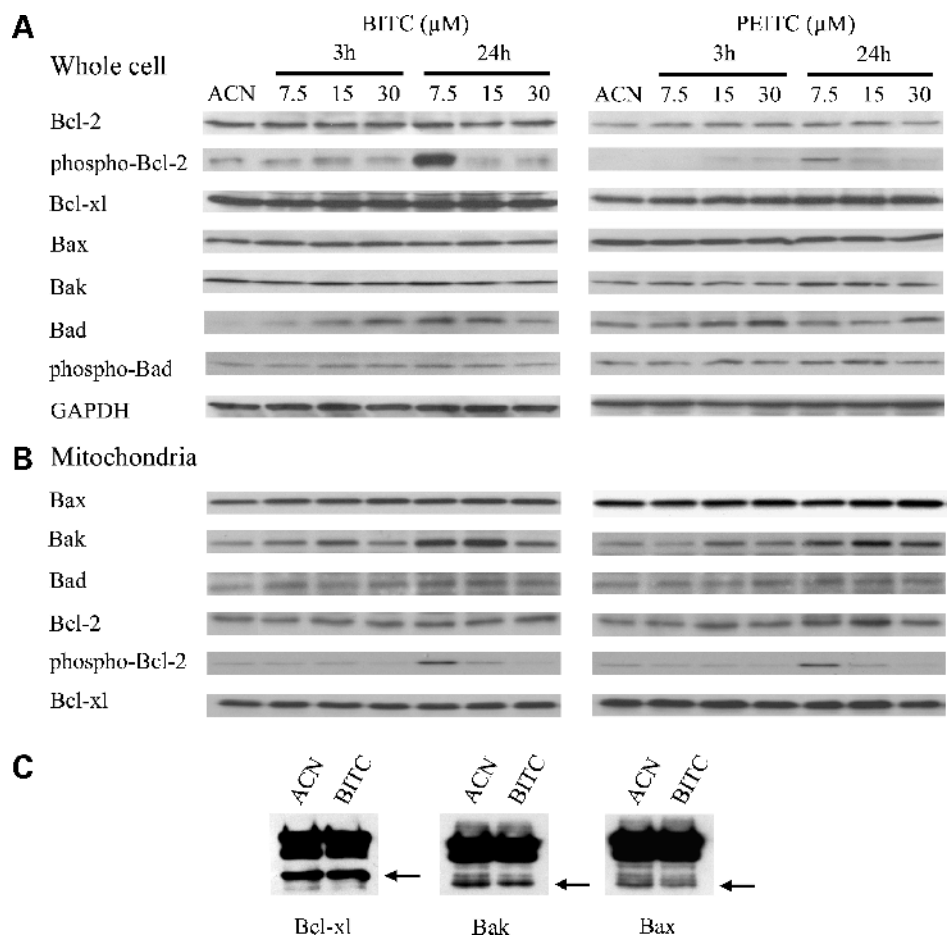 A
BITC (µM)
PEITC (µM)
Whole cell
3h
24h
3h
24h
ACN 7.5 15 30 7.5 15 30
ACN 7.5 15 30 7.5 15 30
Bcl-2
phospho-Bcl-2
Bcl-xl
Bax
Bak
Bad
phospho-Bad
GAPDH
B Mitochondria
Bax
Bak
Bad
Bcl-2
phospho-Bcl-2
Bcl-xl
C
ACN BITC
ACN BITC
ACN BITC
Bcl-xl
Bak
Bax